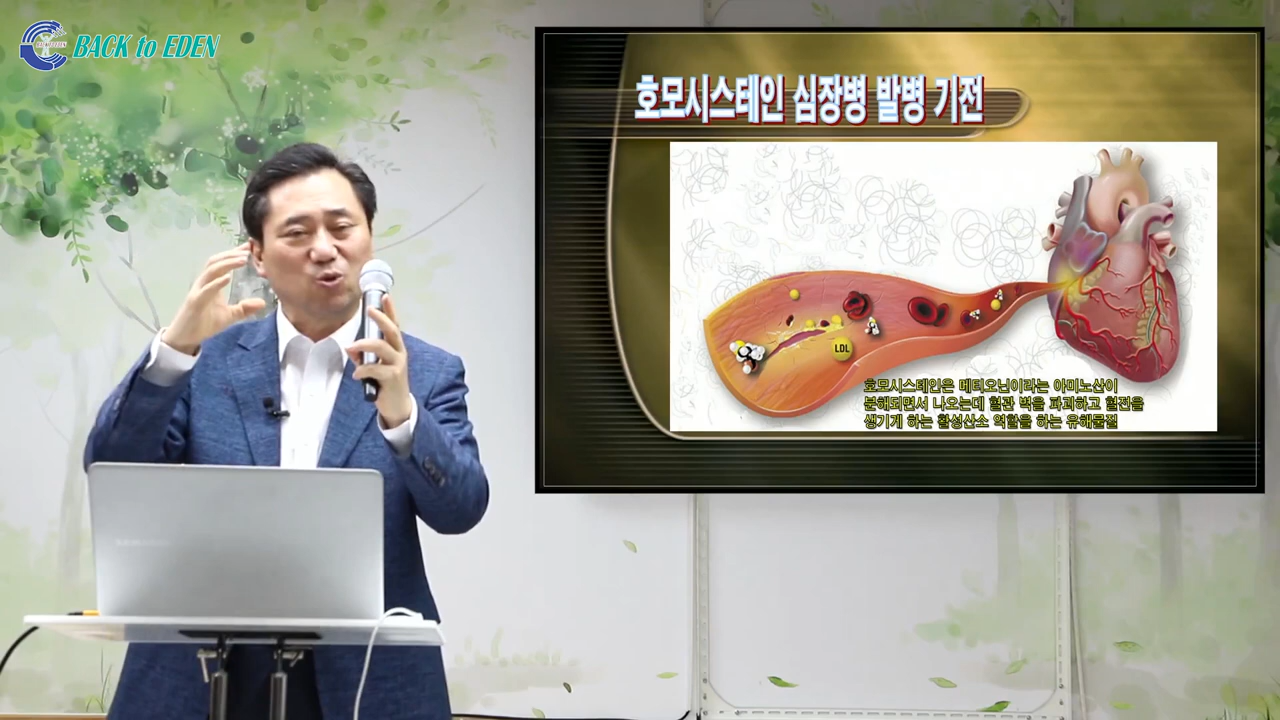 BACK to EDEN
호모시스테인 심장병 발병 기전
LDL
호모시스테인은 메티오닌이라는 아미노산이
분해되면서 나오는데 혈관 벽을 파괴하고 혈전을
생기게 하는 활성산소 역할을 하는 유해물질